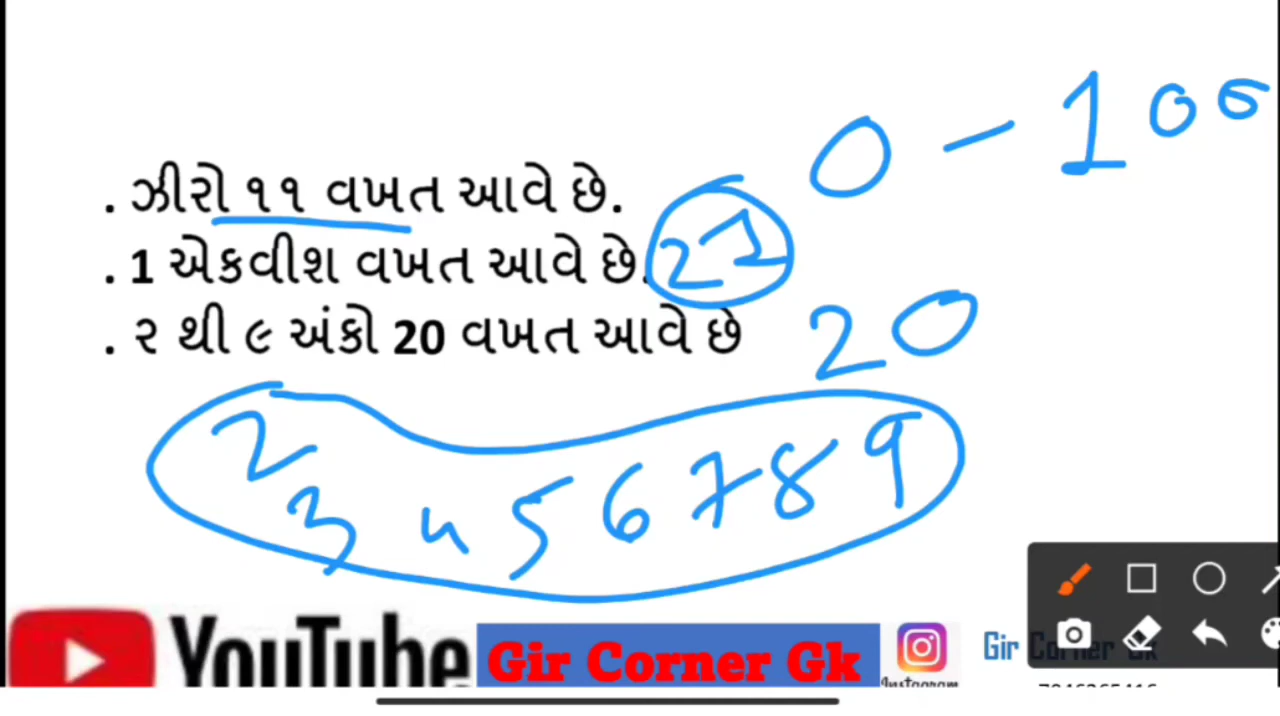 0 - 100
. ઝીરો ૧૧ વખત આવે છે.
. 1 એકવીશ વખત આવે છે.
21
. ૨ થી ૯ અંકો 20 વખત આવે છે
20
2 3 4 5 6 7 8 9
YouTube
Gir Corner Gk
Instagram
Gir Corner Gk